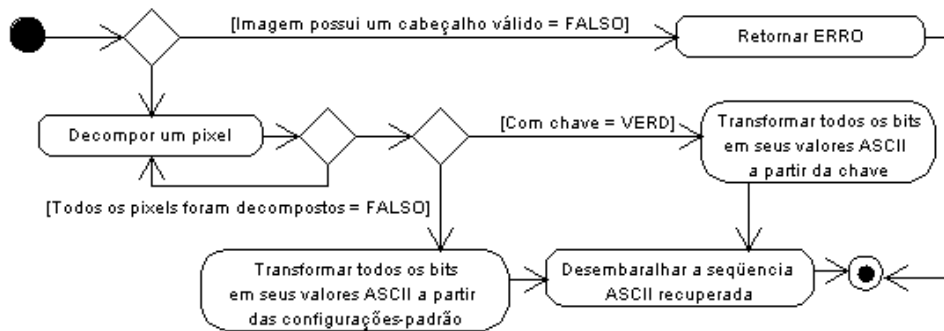 [Imagem possui um cabeçalho válido = FALSO]
Retornar ERRO
Decompor um pixel
[Com chave = VERD]
Transformar todos os bits
em seus valores ASCII
a partir da chave
[Todos os pixels foram decompostos = FALSO]
Transformar todos os bits
em seus valores ASCII a partir
das configurações-padrão
Desembaralhar a seqüencia
ASCII recuperada